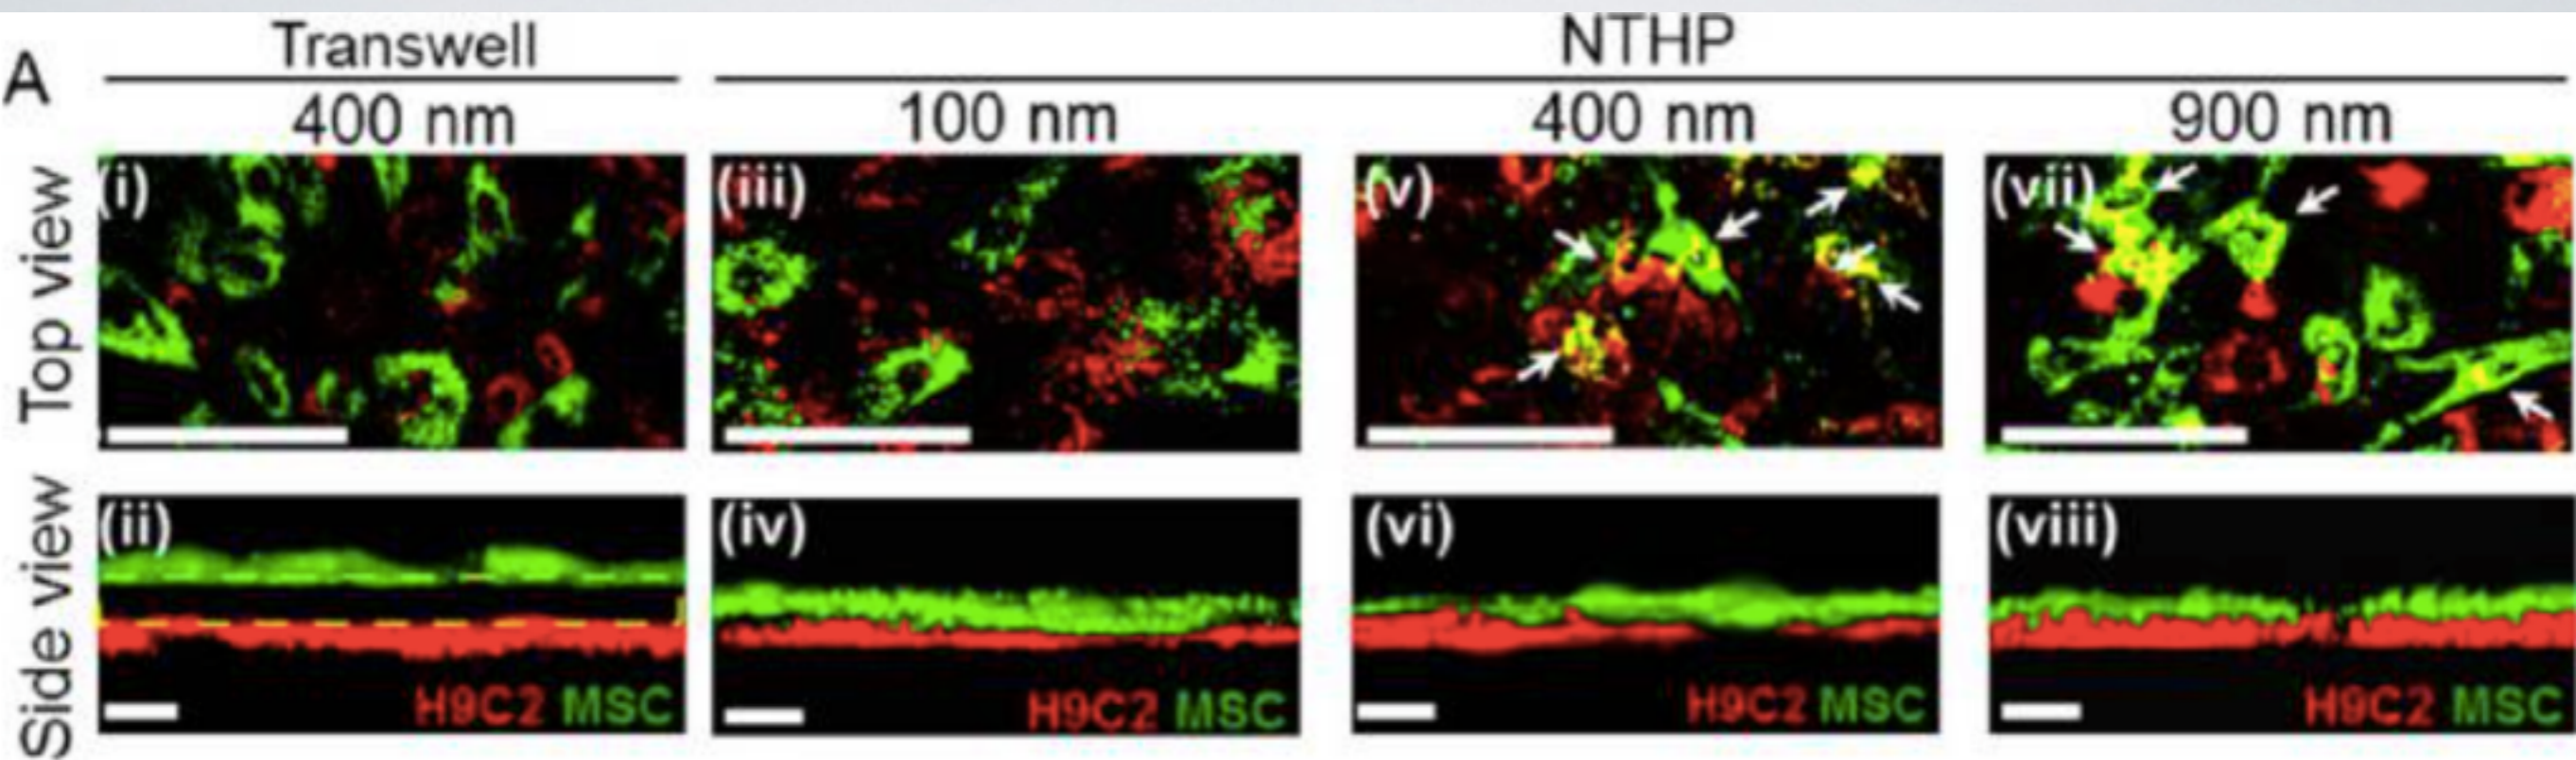 A
Transwell
NTHP
400 nm
100 nm
400 nm
900 nm
Top view
(i)
(iii)
(v)
(vii)
Side view
(ii)
(iv)
(vi)
(viii)
H9C2 MSC
H9C2 MSC
H9C2 MSC
H9C2 MSC